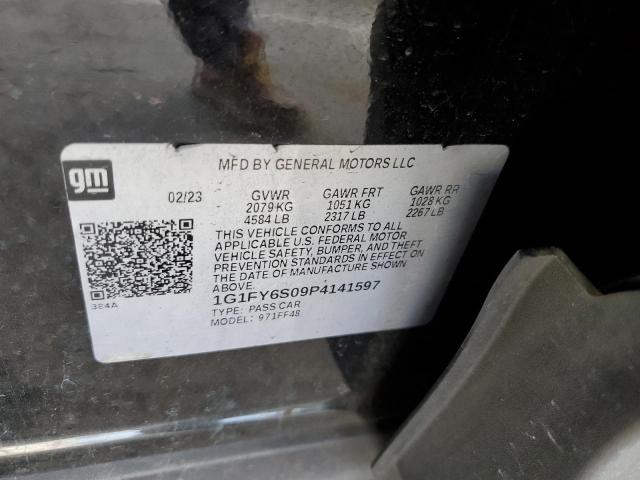 gm
MFD BY GENERAL MOTORS LLC
02/23 GVWR GAWR FRT GAWR RR
2079 KG 1051 KG 1028 KG
4584 LB 2317 LB 2267 LB
THIS VEHICLE CONFORMS TO ALL
APPLICABLE U.S. FEDERAL MOTOR
VEHICLE SAFETY, BUMPER, AND THEFT
PREVENTION STANDARDS IN EFFECT ON
THE DATE OF MANUFACTURE SHOWN
ABOVE.
1G1FY6S09P4141597
TYPE: PASS CAR
MODEL: 971FF48
384A